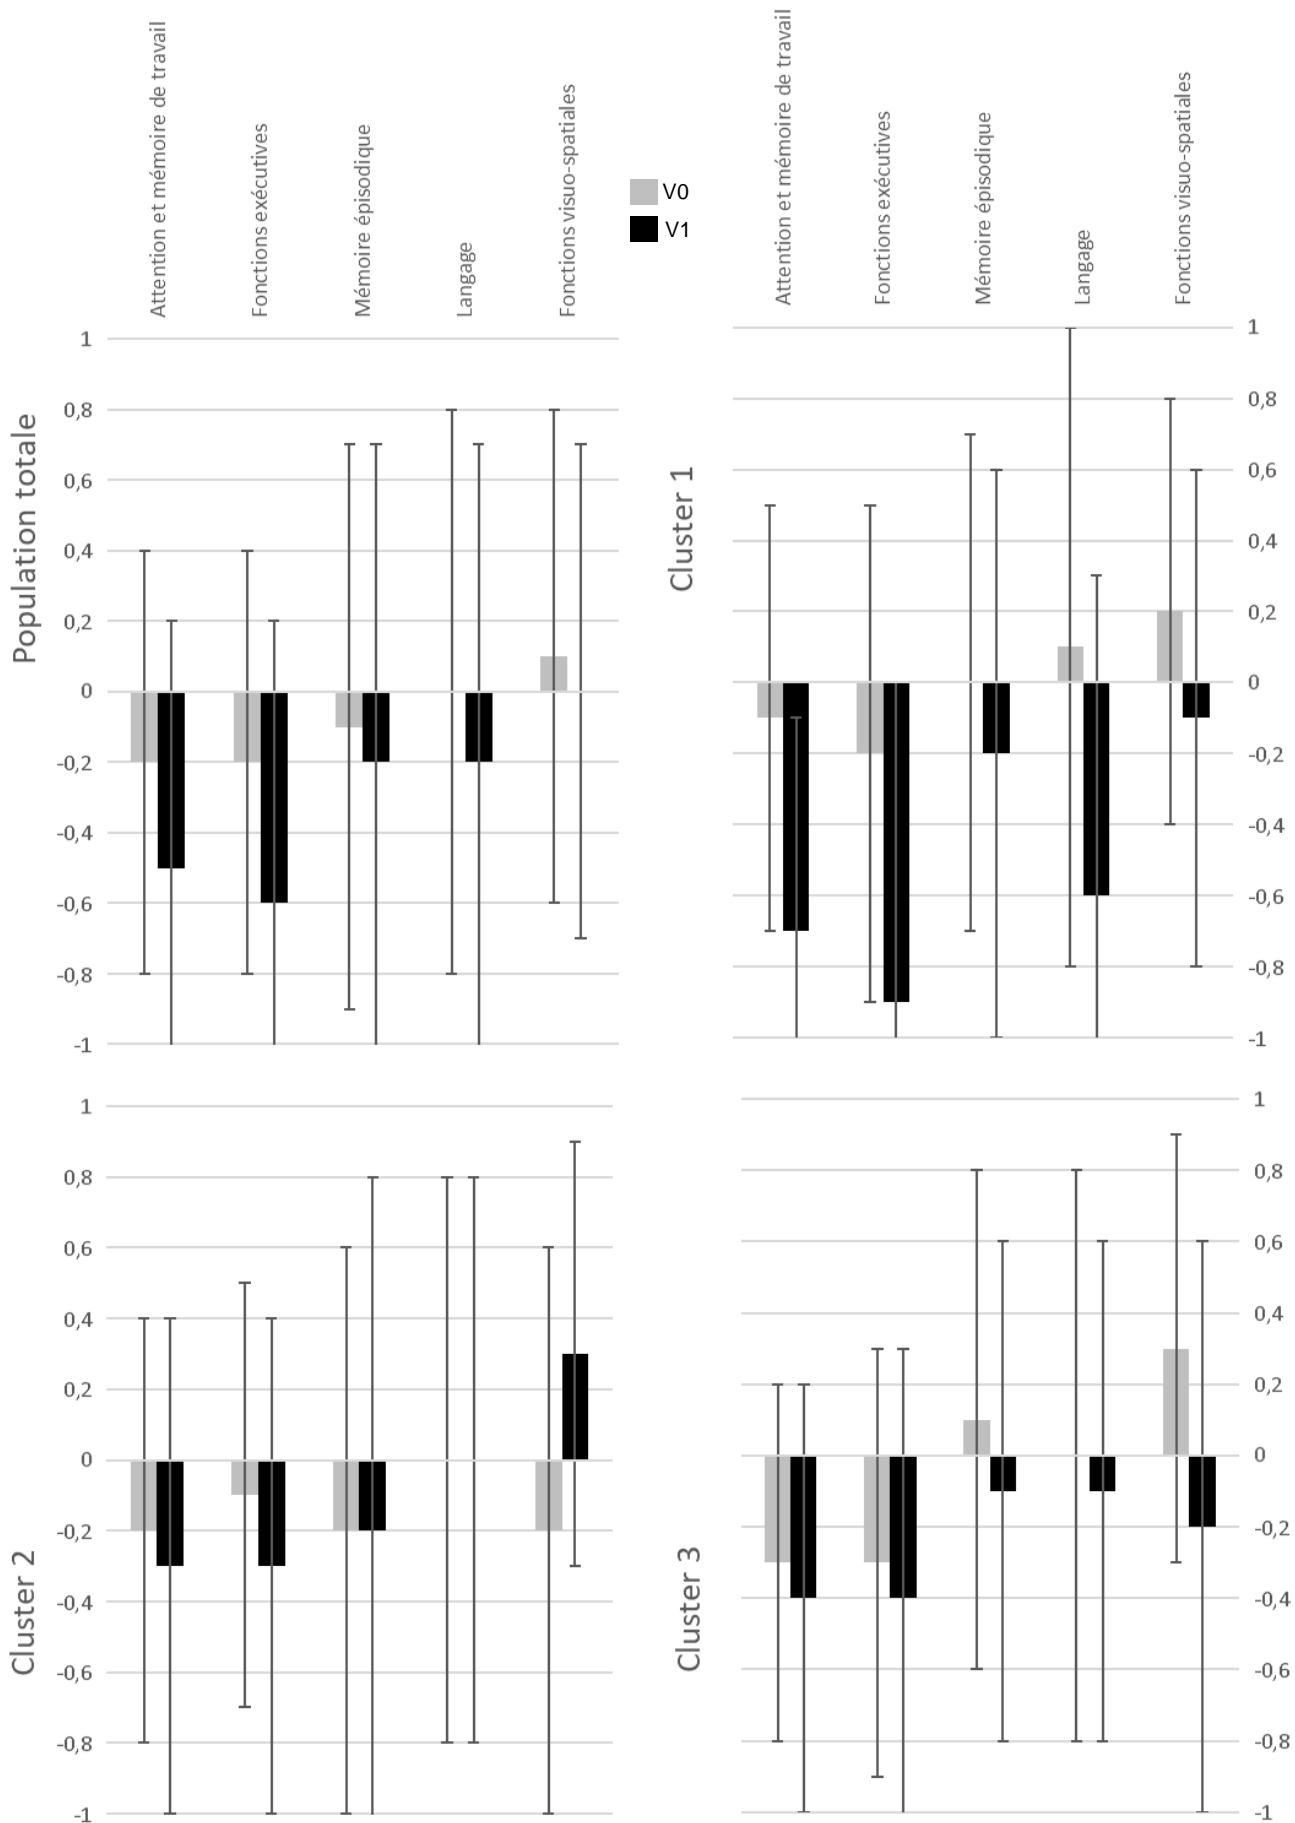 Attention et mémoire de travail
Fonctions exécutives
Mémoire épisodique
Langage
Fonctions visuo-spatiales
V0
V1
Attention et mémoire de travail
Fonctions exécutives
Mémoire épisodique
Langage
Fonctions visuo-spatiales
Population totale
1
0,8
0,6
0,4
0,2
0
-0,2
-0,4
-0,6
-0,8
-1
Cluster 1
1
0,8
0,6
0,4
0,2
0
-0,2
-0,4
-0,6
-0,8
-1
Cluster 2
1
0,8
0,6
0,4
0,2
0
-0,2
-0,4
-0,6
-0,8
-1
Cluster 3
1
0,8
0,6
0,4
0,2
0
-0,2
-0,4
-0,6
-0,8
-1